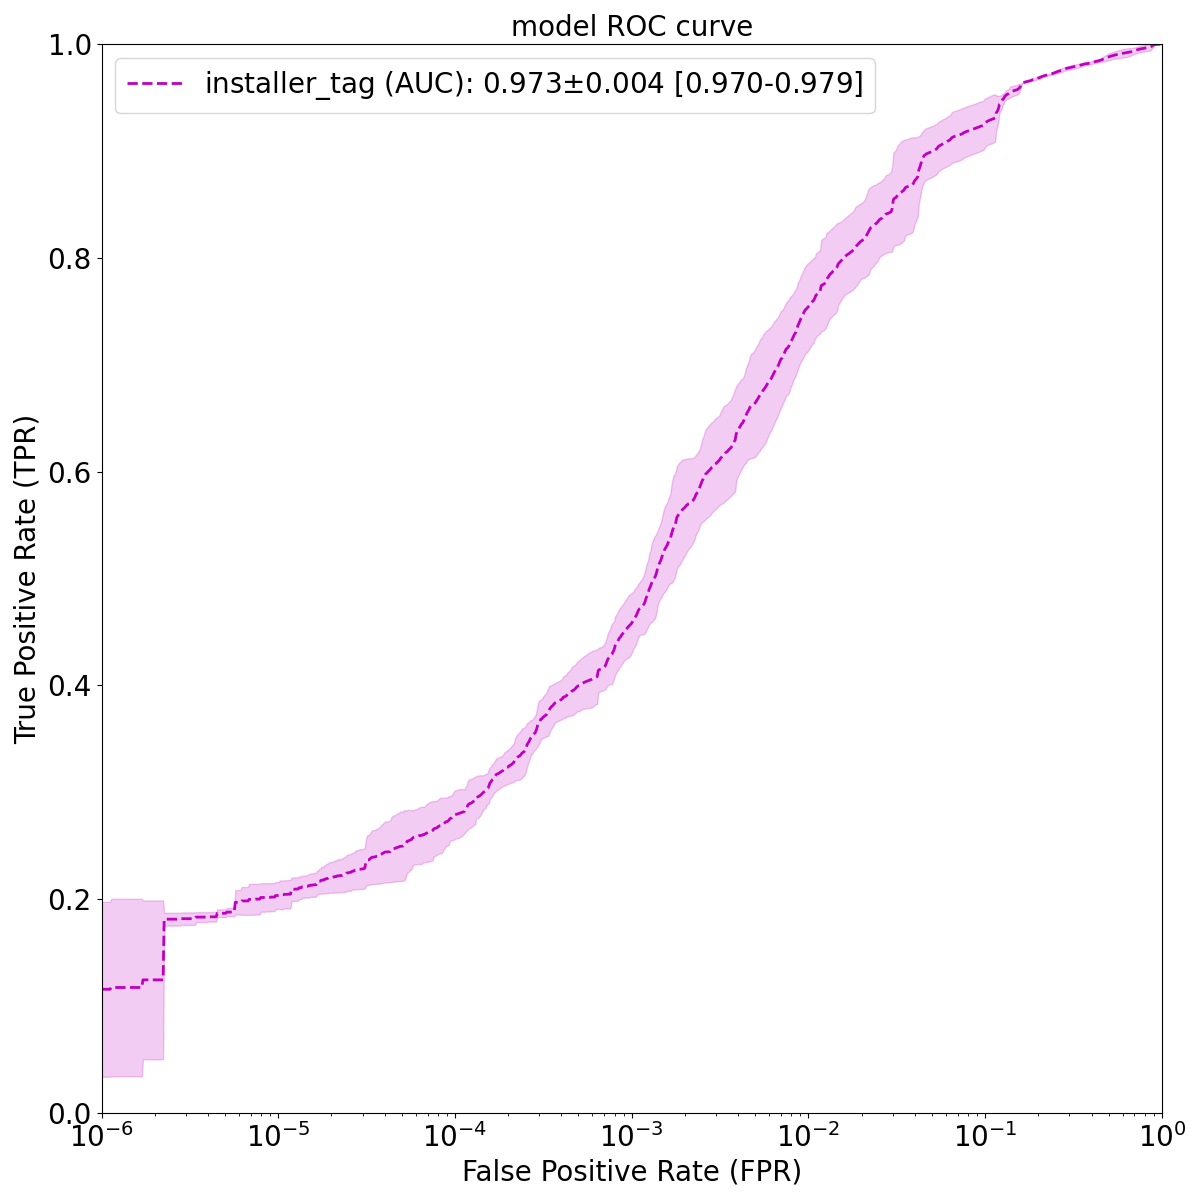 model ROC curve
installer_tag (AUC): 0.973±0.004 [0.970-0.979]
1.0
0.8
0.6
0.4
0.2
0.0
True Positive Rate (TPR)
10⁻⁶ 10⁻⁵ 10⁻⁴ 10⁻³ 10⁻² 10⁻¹ 10⁰
False Positive Rate (FPR)